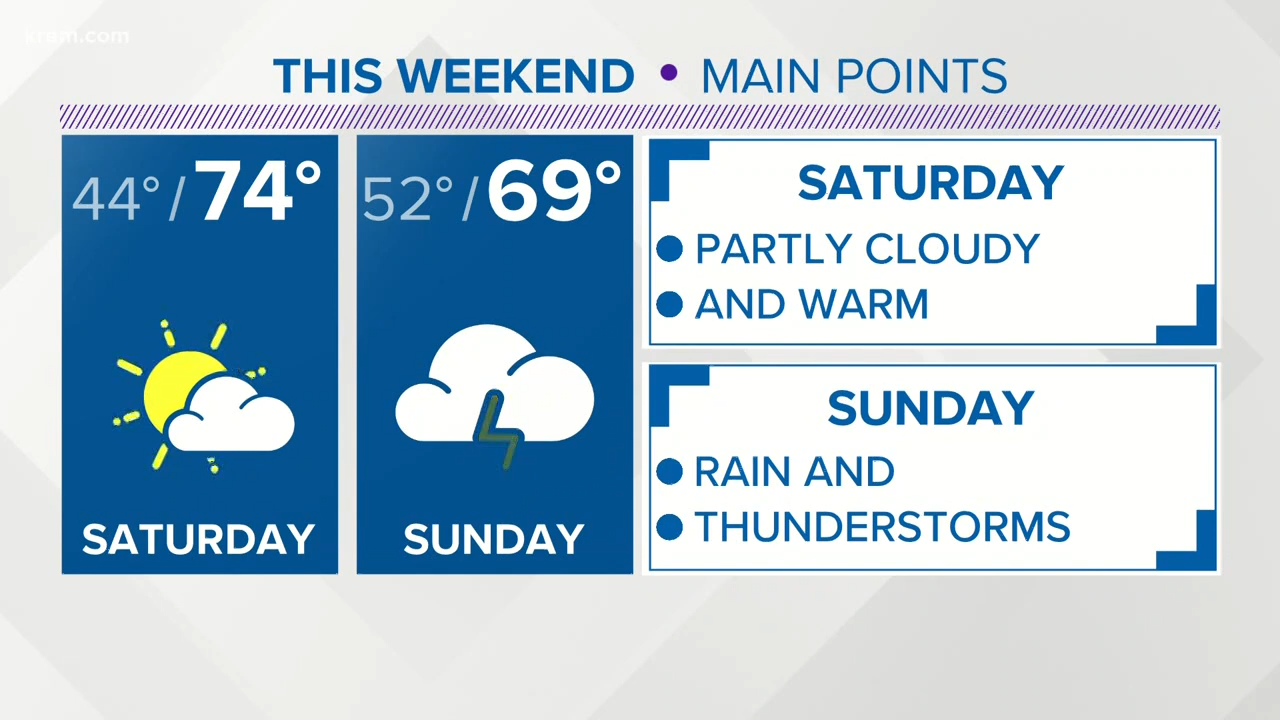 krem.com
THIS WEEKEND • MAIN POINTS
44°/74°
SATURDAY
52°/69°
SUNDAY
SATURDAY
● PARTLY CLOUDY
● AND WARM
SUNDAY
● RAIN AND
● THUNDERSTORMS